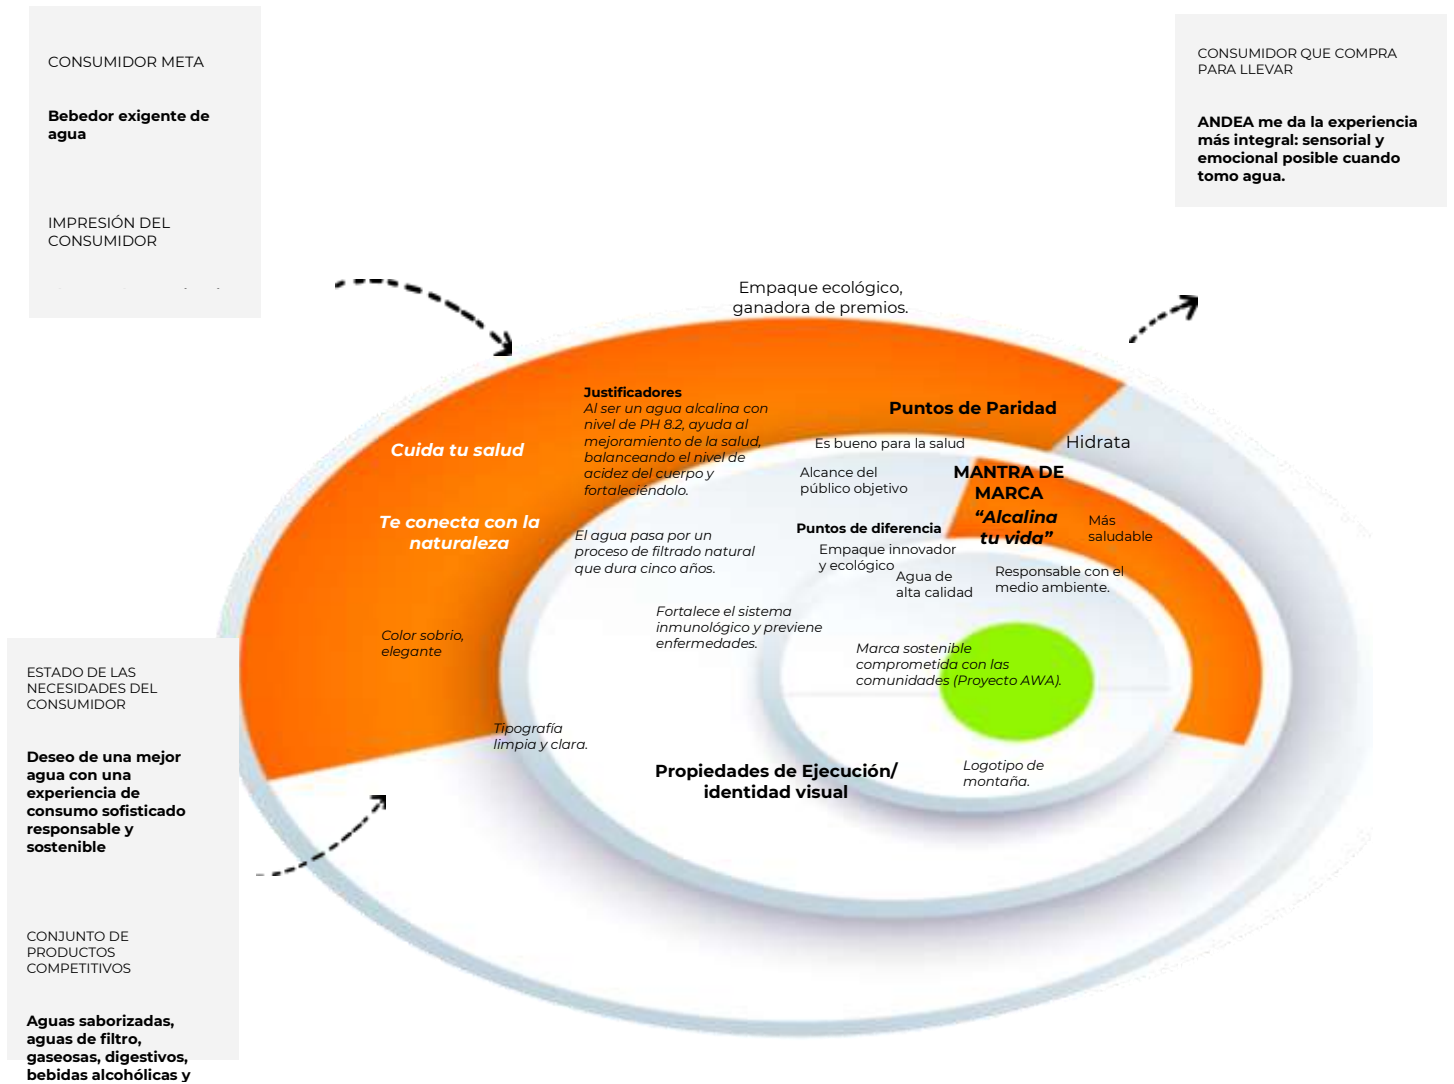 CONSUMIDOR META
Bebedor exigente de
agua
IMPRESIÓN DEL
CONSUMIDOR
CONSUMIDOR QUE COMPRA
PARA LLEVAR
ANDEA me da la experiencia
más integral: sensorial y
emocional posible cuando
tomo agua.
Empaque ecológico,
ganadora de premios.
Justificadores
Al ser un agua alcalina con
nivel de PH 8.2, ayuda al
mejoramiento de la salud,
balanceando el nivel de
acidez del cuerpo y
fortaleciéndolo.
Puntos de Paridad
Cuida tu salud
Es bueno para la salud
Hidrata
Alcance del
público objetivo
MANTRA DE
MARCA
“Alcalina
tu vida”
Más
saludable
Te conecta con la
naturaleza
El agua pasa por un
proceso de filtrado natural
que dura cinco años.
Puntos de diferencia
Empaque innovador
y ecológico
Agua de
alta calidad
Responsable con el
medio ambiente.
Fortalece el sistema
inmunológico y previene
enfermedades.
Color sobrio,
elegante
Marca sostenible
comprometida con las
comunidades (Proyecto AWA).
Tipografía
limpia y clara.
Propiedades de Ejecución/
identidad visual
Logotipo de
montaña.
ESTADO DE LAS
NECESIDADES DEL
CONSUMIDOR
Deseo de una mejor
agua con una
experiencia de
consumo sofisticado
responsable y
sostenible
CONJUNTO DE
PRODUCTOS
COMPETITIVOS
Aguas saborizadas,
aguas de filtro,
gaseosas, digestivos,
bebidas alcohólicas y